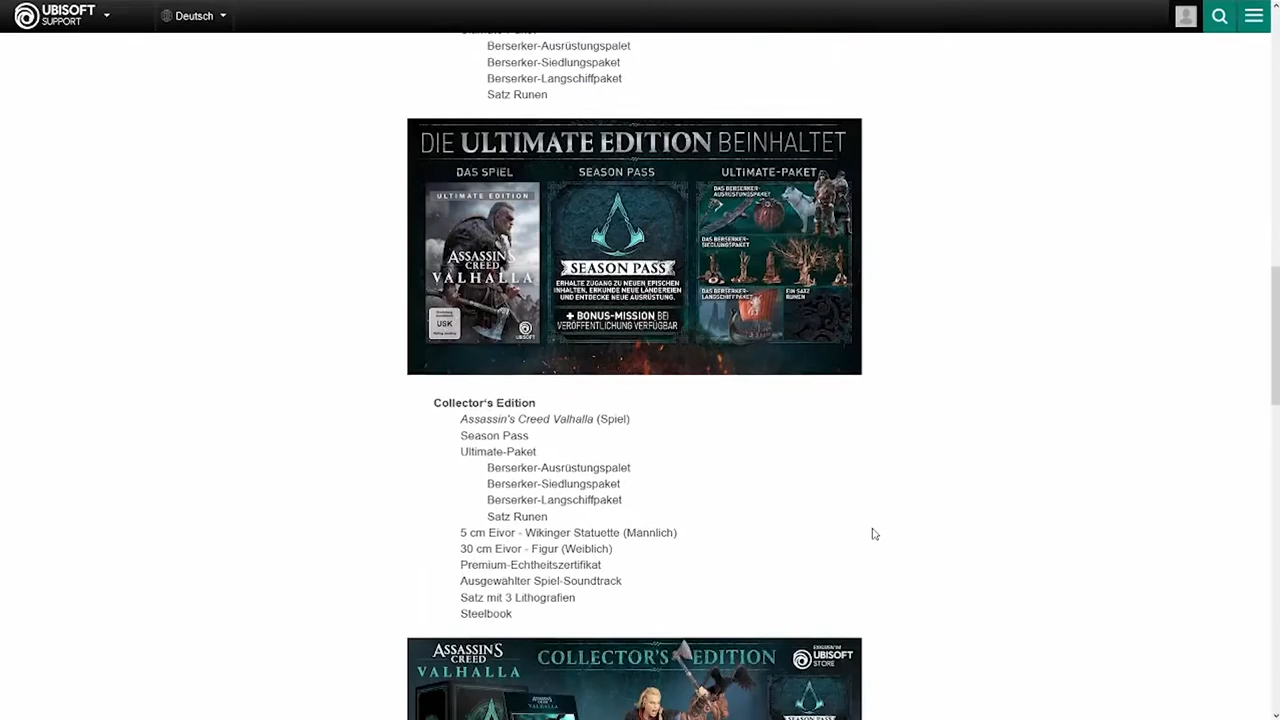 UBISOFT
SUPPORT
Deutsch
Berserker-Ausrüstungspalet
Berserker-Siedlungspaket
Berserker-Langschiffpaket
Satz Runen
DIE ULTIMATE EDITION BEINHALTET
DAS SPIEL
SEASON PASS
ULTIMATE-PAKET
ULTIMATE EDITION
ASSASSIN'S
CREED
VALHALLA
USK
UBISOFT
SEASON PASS
ERHALTE ZUGANG ZU NEUEN EPISCHEN
INHALTEN, ERKUNDE NEUE LÄNDEREIEN
UND ENTDECKE NEUE AUSRÜSTUNG.
+ BONUS-MISSION BEI
VERÖFFENTLICHUNG VERFÜGBAR
DAS BERSERKER-
AUSRÜSTUNGSPAKET
DAS BERSERKER-
SIEDLUNGSPAKET
DAS BERSERKER-
LANGSCHIFFPAKET
EIN SATZ
RUNEN
Collector's Edition
Assassin's Creed Valhalla (Spiel)
Season Pass
Ultimate-Paket
Berserker-Ausrüstungspalet
Berserker-Siedlungspaket
Berserker-Langschiffpaket
Satz Runen
5 cm Eivor - Wikinger Statuette (Mannlich)
30 cm Eivor - Figur (Weiblich)
Premium-Echtheitszertifikat
Ausgewahlter Spiel-Soundtrack
Satz mit 3 Lithografien
Steelbook
ASSASSIN'S
CREED
VALHALLA
COLLECTOR'S EDITION
UBISOFT
STORE
SEASON PASS